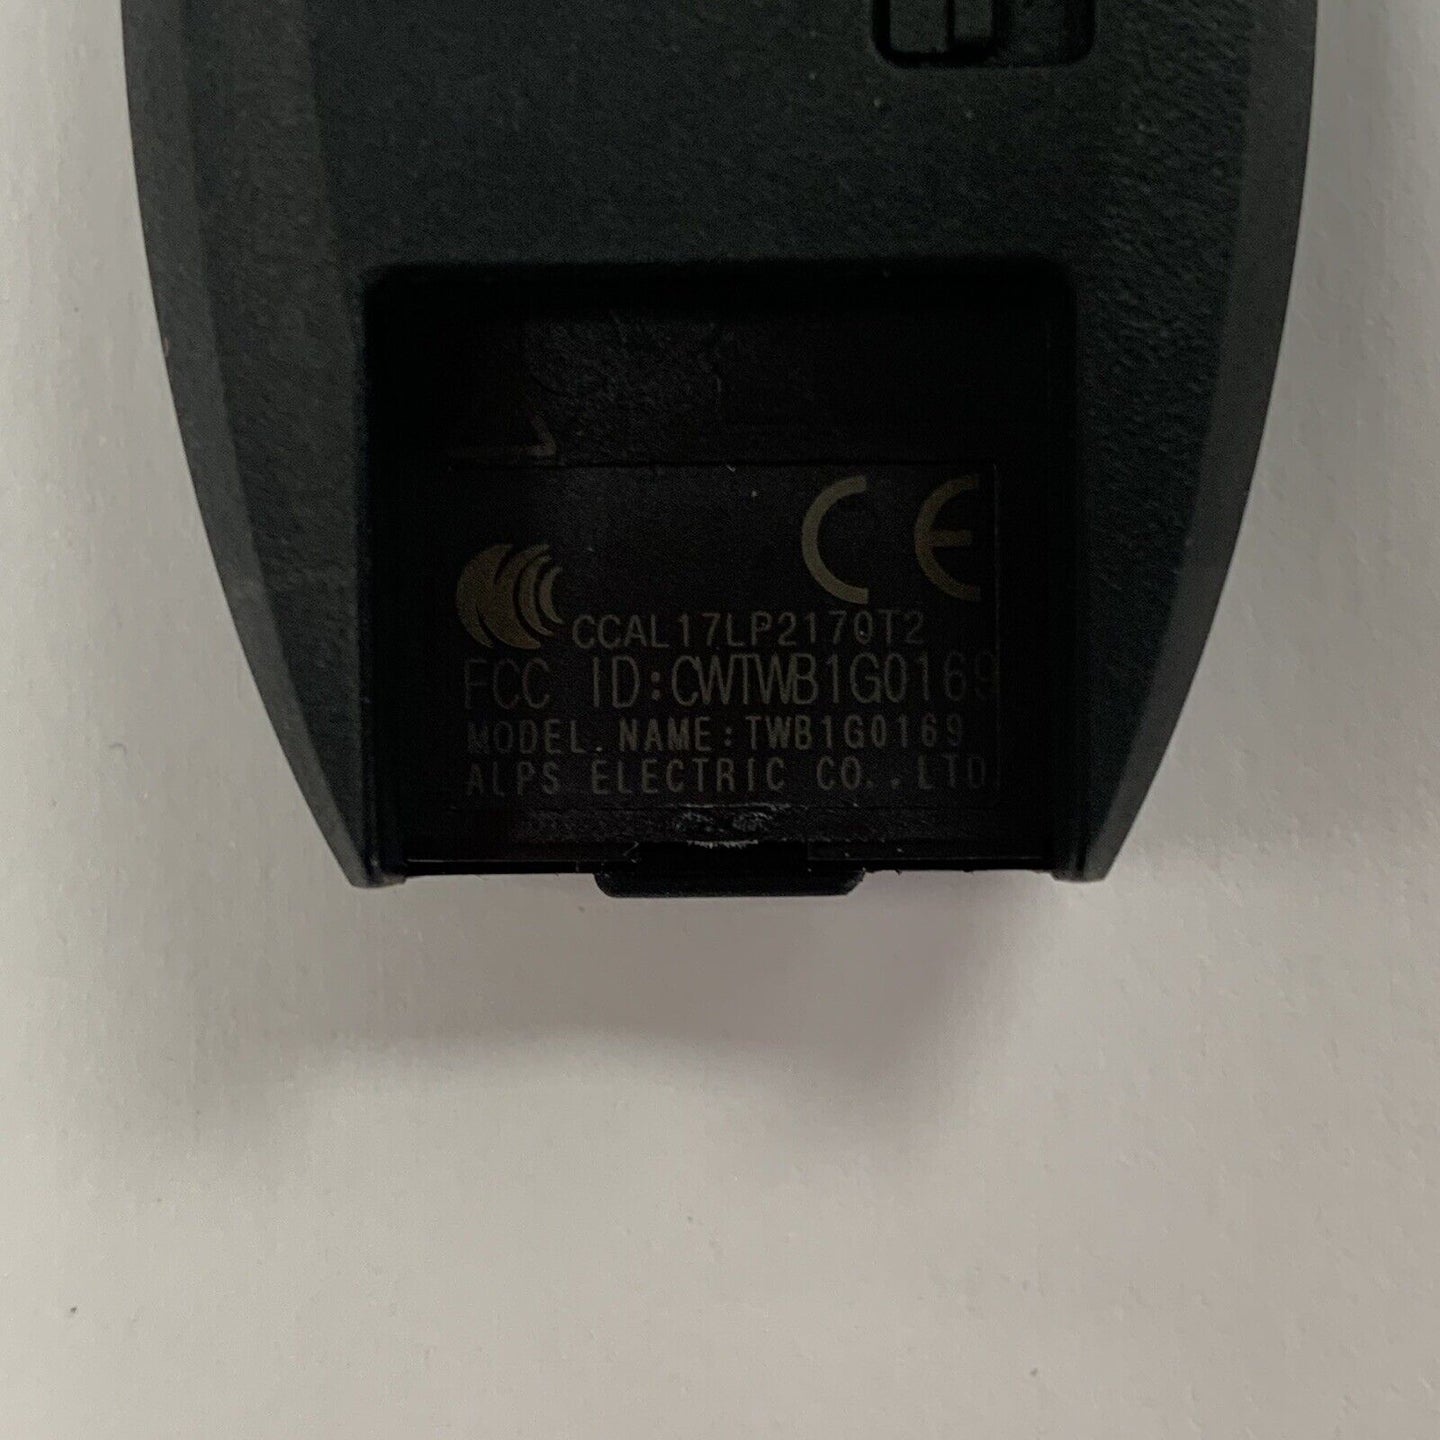 CE
CCAL17LP2170T2
FCC ID:CWTWB1G0169
MODEL.NAME:TWB1G0169
ALPS ELECTRIC CO.,LTD